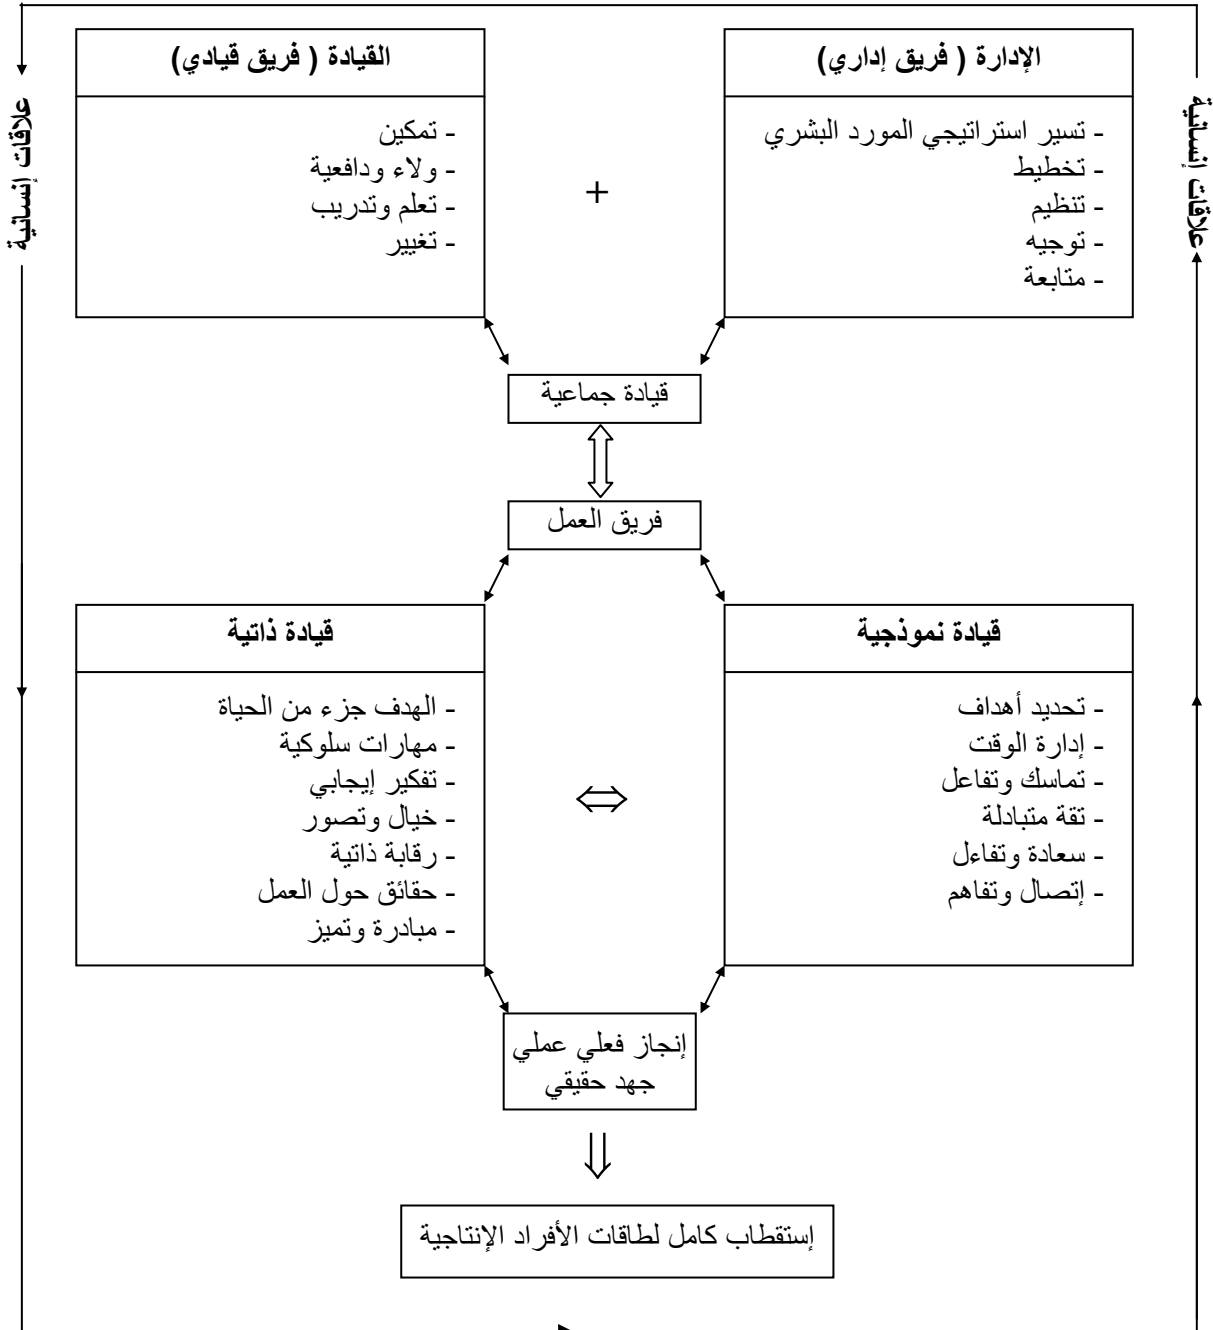 علاقات إنسانية
الإدارة ( فريق إداري)
- تسير استراتيجي المورد البشري
- تخطيط
- تنظيم
- توجيه
- متابعة
+
القيادة ( فريق قيادي)
- تمكين
- ولاء ودافعية
- تعلم وتدريب
- تغيير
علاقات إنسانية
قيادة جماعية
فريق العمل
قيادة نموذجية
- تحديد أهداف
- إدارة الوقت
- تماسك وتفاعل
- تقة متبادلة
- سعادة وتفاءل
- إتصال وتفاهم
قيادة ذاتية
- الهدف جزء من الحياة
- مهارات سلوكية
- تفكير إيجابي
- خيال وتصور
- رقابة ذاتية
- حقائق حول العمل
- مبادرة وتميز
إنجاز فعلي عملي
جهد حقيقي
إستقطاب كامل لطاقات الأفراد الإنتاجية